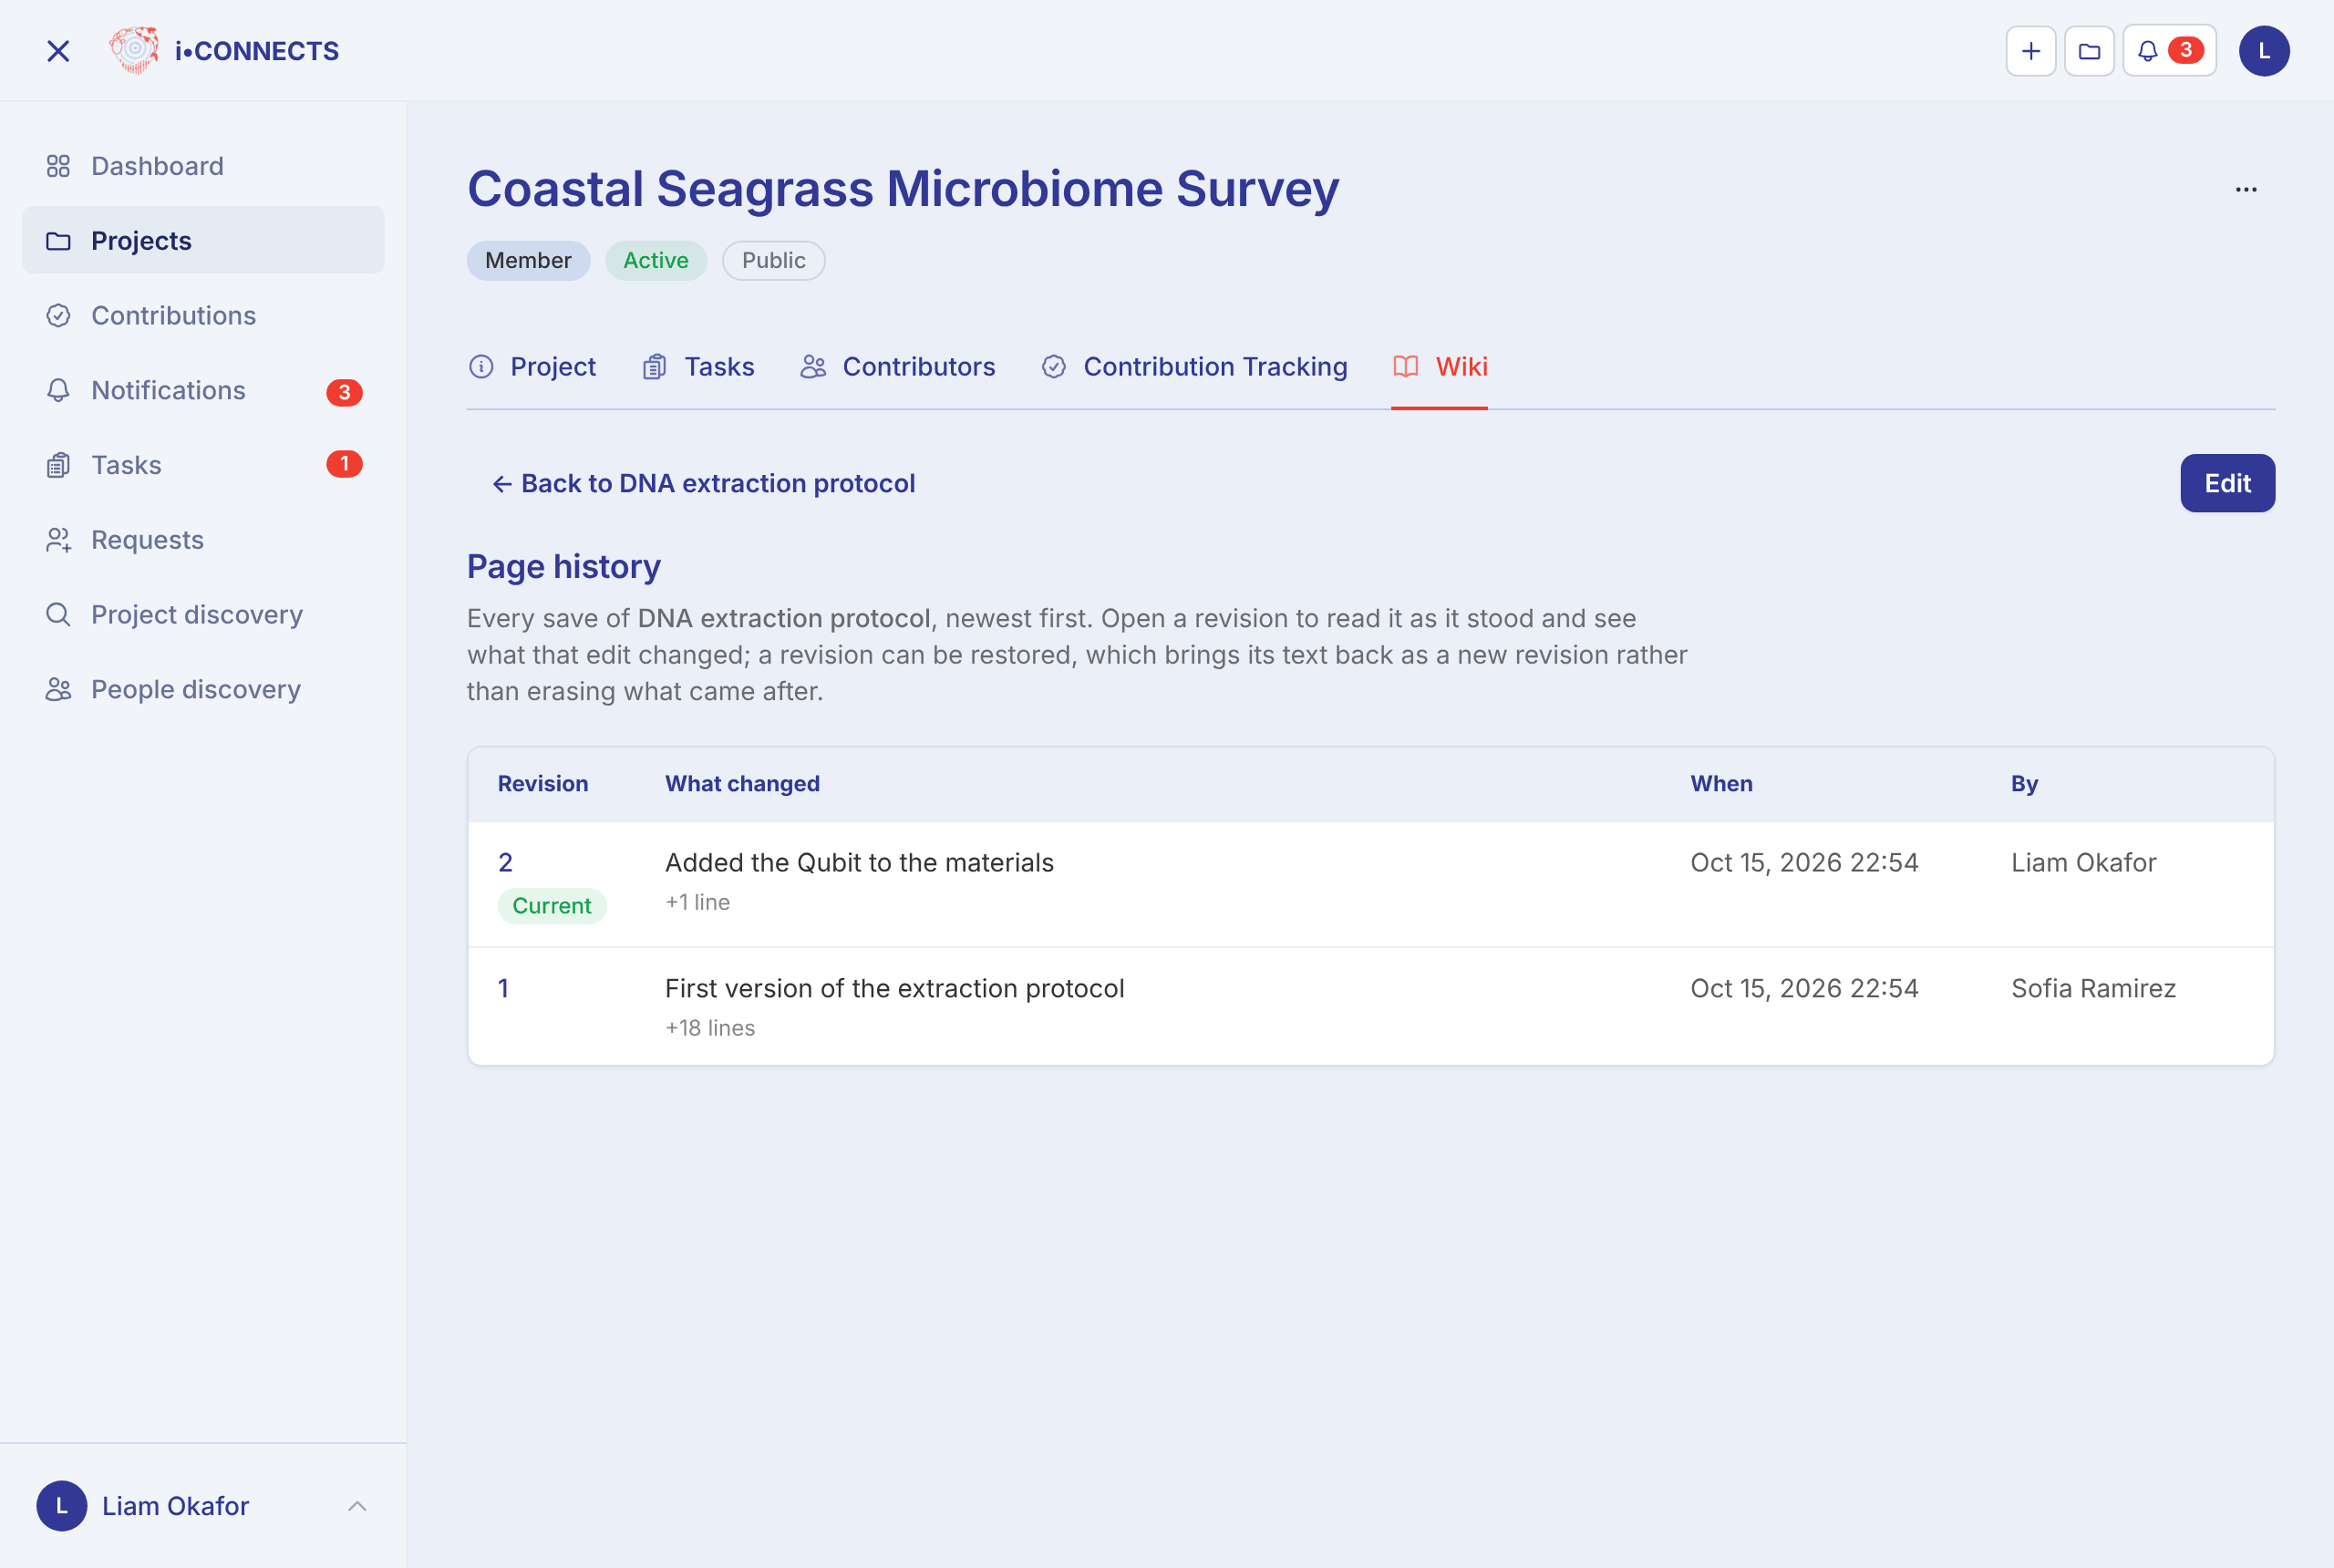 i•CONNECTS
3
L
Dashboard
Projects
Contributions
Notifications
3
Tasks
1
Requests
Project discovery
People discovery
Coastal Seagrass Microbiome Survey
...
Member
Active
Public
Project
Tasks
Contributors
Contribution Tracking
Wiki
← Back to DNA extraction protocol
Edit
Page history
Every save of DNA extraction protocol, newest first. Open a revision to read it as it stood and see
what that edit changed; a revision can be restored, which brings its text back as a new revision rather
than erasing what came after.
Revision What changed When By
2 Added the Qubit to the materials Oct 15, 2026 22:54 Liam Okafor
Current +1 line
1 First version of the extraction protocol Oct 15, 2026 22:54 Sofia Ramirez
+18 lines
L Liam Okafor